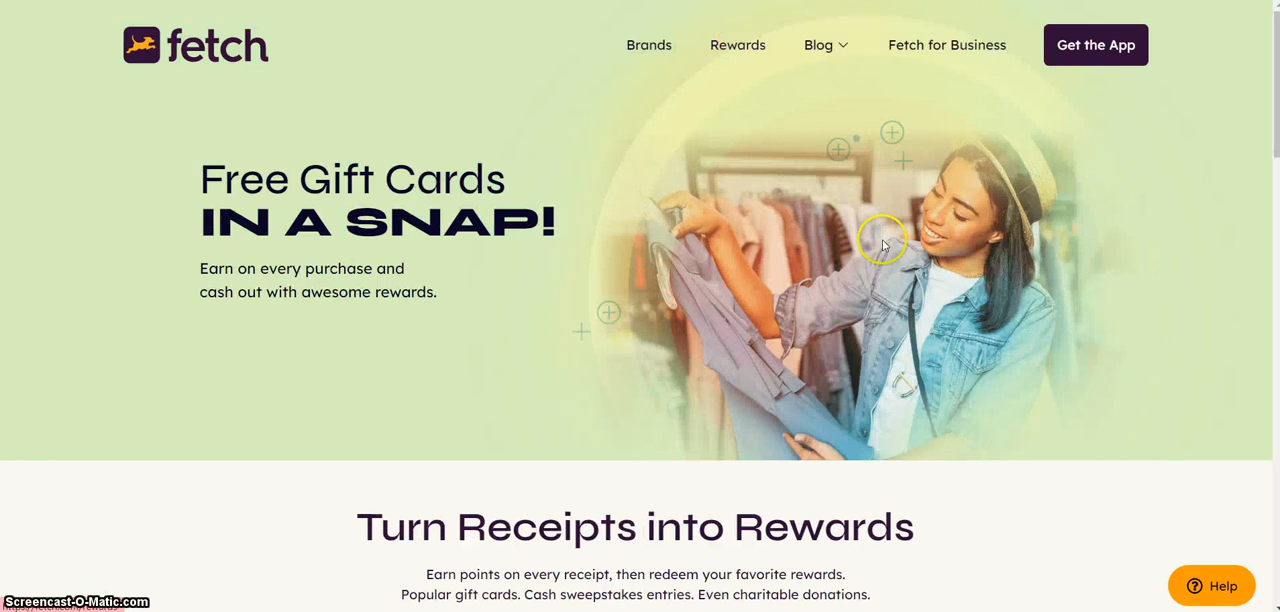 fetch
Brands
Rewards
Blog
Fetch for Business
Get the App
Free Gift Cards
IN A SNAP!
Earn on every purchase and
cash out with awesome rewards.
Turn Receipts into Rewards
Earn points on every receipt, then redeem your favorite rewards.
Popular gift cards. Cash sweepstakes entries. Even charitable donations.
Help
Screencast-O-Matic.com